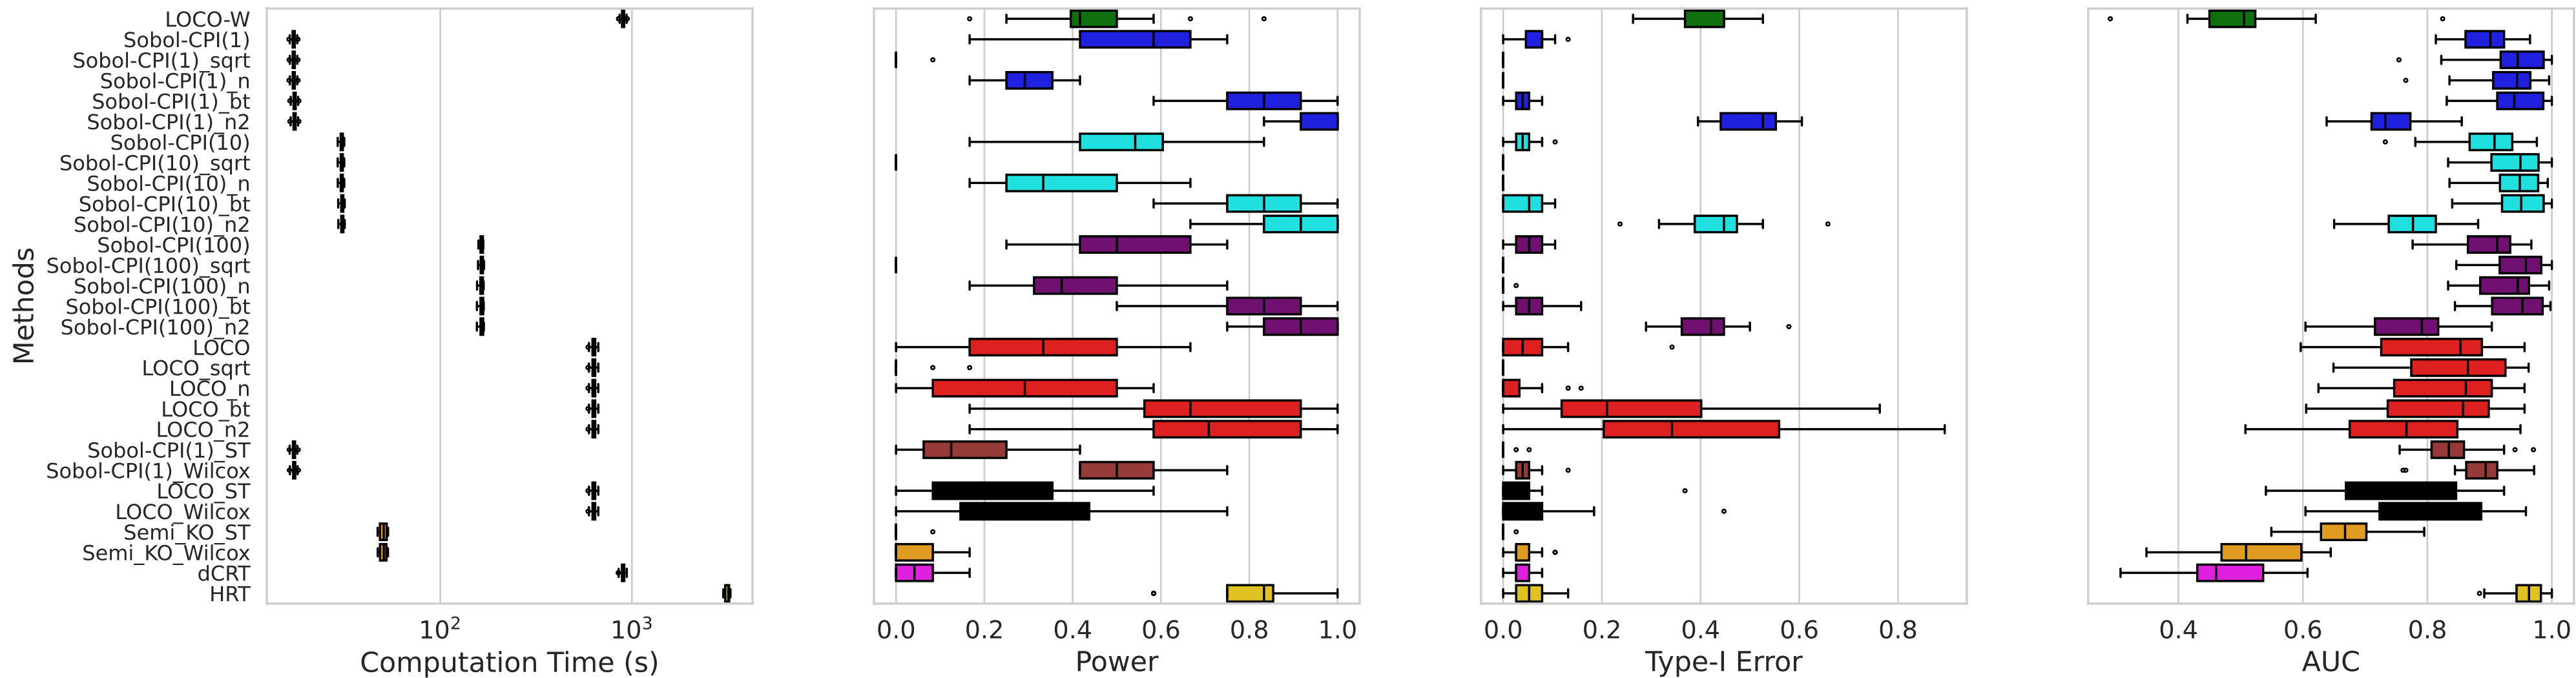 Methods
LOCO-W
Sobol-CPI(1)
Sobol-CPI(1)_sqrt
Sobol-CPI(1)_n
Sobol-CPI(1)_bt
Sobol-CPI(1)_n2
Sobol-CPI(10)
Sobol-CPI(10)_sqrt
Sobol-CPI(10)_n
Sobol-CPI(10)_bt
Sobol-CPI(10)_n2
Sobol-CPI(100)
Sobol-CPI(100)_sqrt
Sobol-CPI(100)_n
Sobol-CPI(100)_bt
Sobol-CPI(100)_n2
LOCO
LOCO_sqrt
LOCO_n
LOCO_bt
LOCO_n2
Sobol-CPI(1)_ST
Sobol-CPI(1)_Wilcox
LOCO_ST
LOCO_Wilcox
Semi_KO_ST
Semi_KO_Wilcox
dCRT
HRT
10² 10³
Computation Time (s)
0.0 0.2 0.4 0.6 0.8 1.0
Power
0.0 0.2 0.4 0.6 0.8
Type-I Error
0.4 0.6 0.8 1.0
AUC